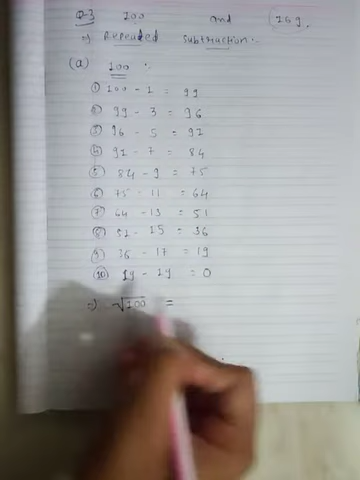 Q-3 100 and 169.
⇒ Repeated subtraction:-
(a) 100 :
① 100 - 1 = 99
② 99 - 3 = 96
③ 96 - 5 = 91
④ 91 - 7 = 84
⑤ 84 - 9 = 75
⑥ 75 - 11 = 64
⑦ 64 - 13 = 51
⑧ 51 - 15 = 36
⑨ 36 - 17 = 19
⑩ 19 - 19 = 0
⇒ √100 =